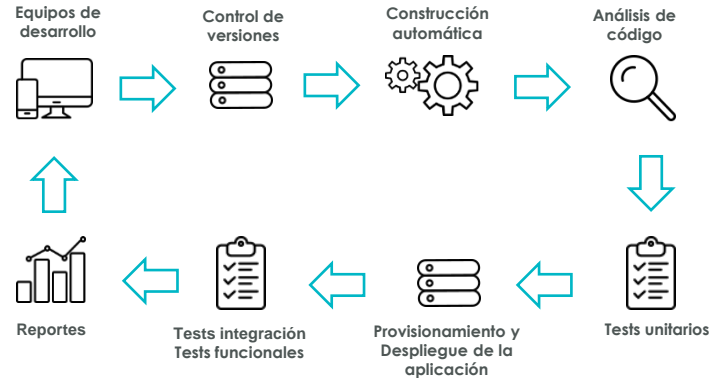 Equipos de
desarrollo
Control de
versiones
Construcción
automática
Análisis de
código
Reportes
Tests integración
Tests funcionales
Provisionamiento y
Despliegue de la
aplicación
Tests unitarios